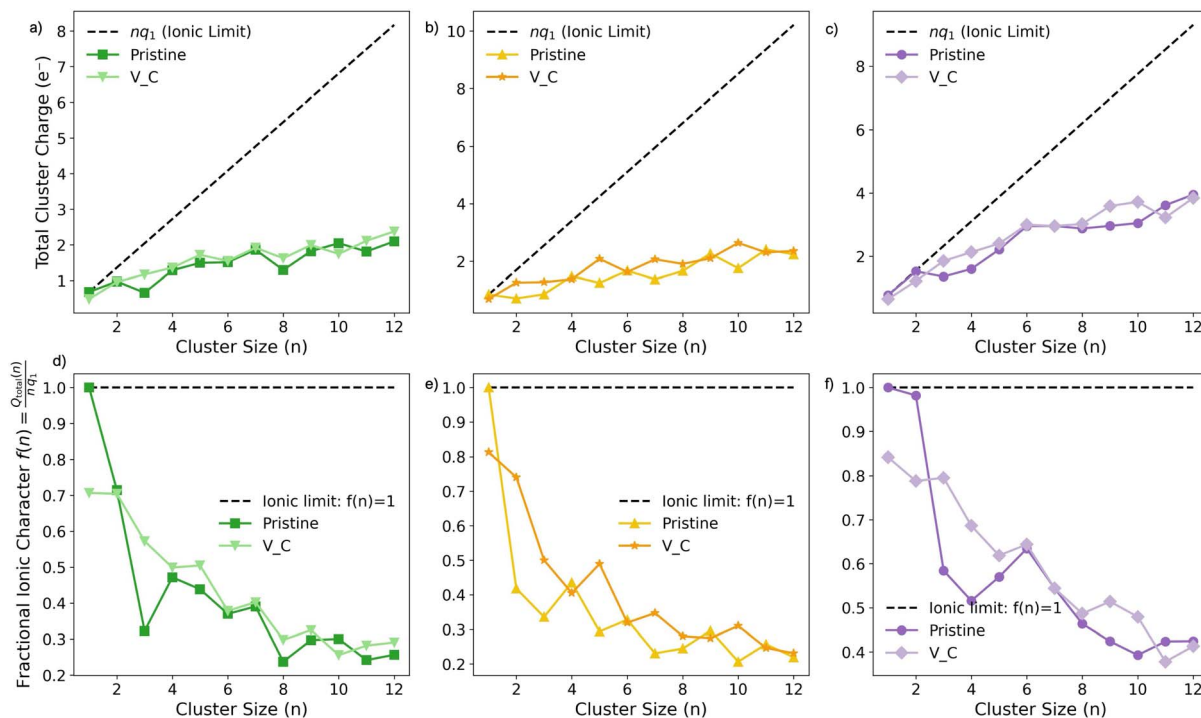 a)
8
7
6
5
4
3
2
1
Total Cluster Charge (e⁻)
nq₁ (Ionic Limit)
Pristine
V_C
2 4 6 8 10 12
Cluster Size (n)
b)
10
8
6
4
2
nq₁ (Ionic Limit)
Pristine
V_C
2 4 6 8 10 12
Cluster Size (n)
c)
8
6
4
2
nq₁ (Ionic Limit)
Pristine
V_C
2 4 6 8 10 12
Cluster Size (n)
d)
1.0
0.9
0.8
0.7
0.6
0.5
0.4
0.3
0.2
Fractional Ionic Character f(n) = Q_total(n) / n q₁
Ionic limit: f(n)=1
Pristine
V_C
2 4 6 8 10 12
Cluster Size (n)
e)
1.0
0.9
0.8
0.7
0.6
0.5
0.4
0.3
0.2
Ionic limit: f(n)=1
Pristine
V_C
2 4 6 8 10 12
Cluster Size (n)
f)
1.0
0.9
0.8
0.7
0.6
0.5
0.4
Ionic limit: f(n)=1
Pristine
V_C
2 4 6 8 10 12
Cluster Size (n)